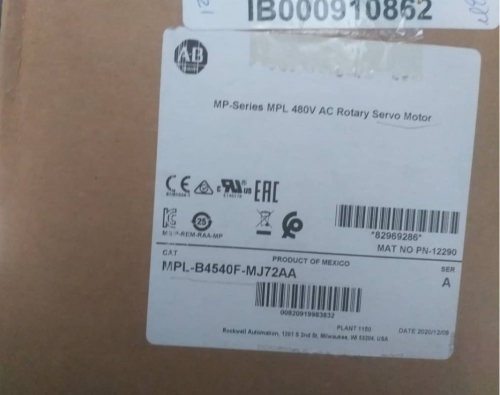 IB000910862
AB
MP-Series MPL 480V AC Rotary Servo Motor
CE
c UL us EAC
25
*82969286*
MAT NO PN-12290
PRODUCT OF MEXICO
CAT
SER
MPL-B4540F-MJ72AA
A
00820919983832
PLANT 1150
DATE 2020/12/08
Rockwell Automation, 1201 S 2nd St, Milwaukee, WI 53204, USA